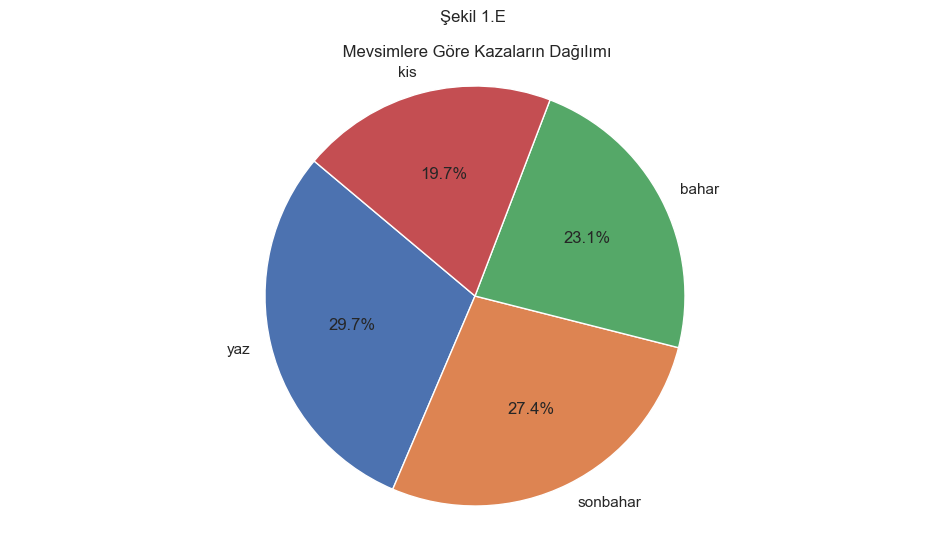 Şekil 1.E
Mevsimlere Göre Kazaların Dağılımı
kis
19.7%
bahar
23.1%
29.7%
yaz
27.4%
sonbahar